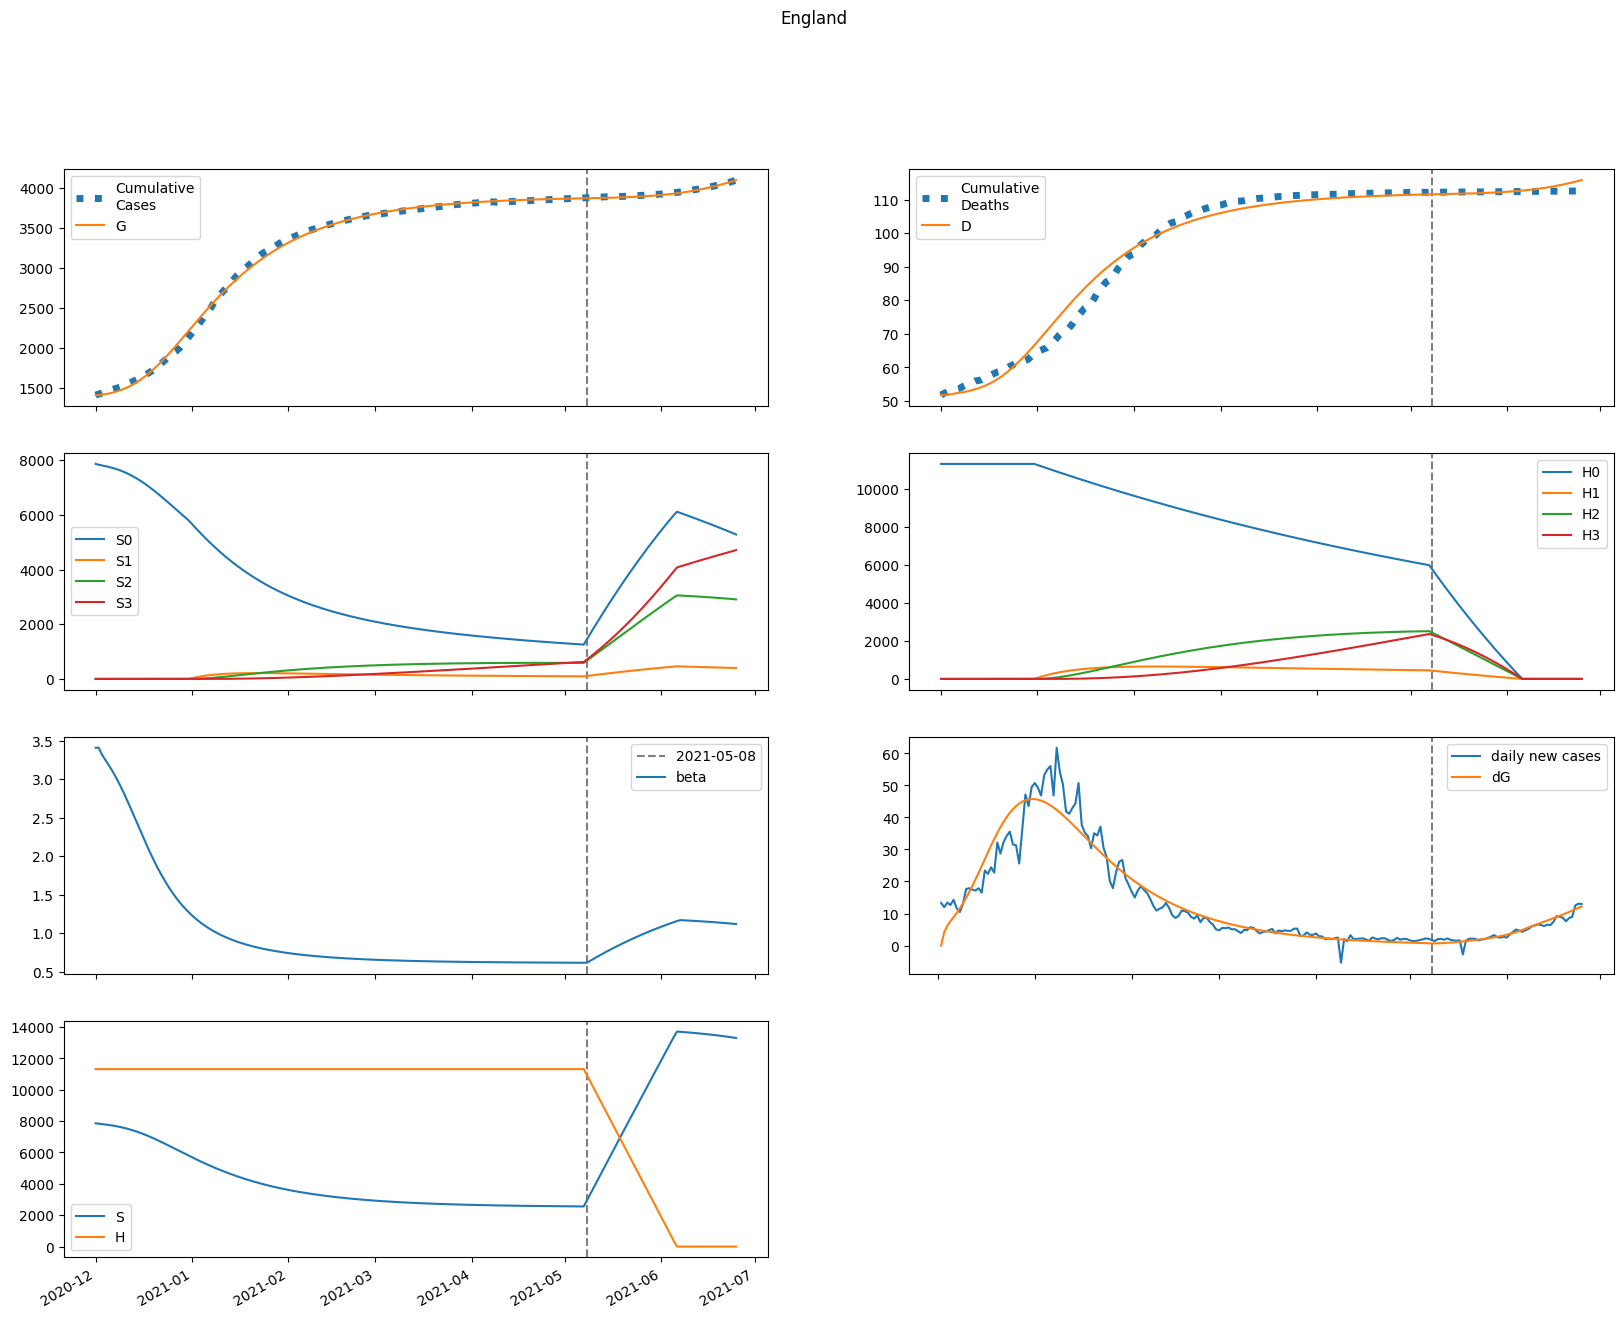 England
4000
3500
3000
2500
2000
1500
Cumulative
Cases
G
110
100
90
80
70
60
50
Cumulative
Deaths
D
8000
6000
4000
2000
0
S0
S1
S2
S3
10000
8000
6000
4000
2000
0
H0
H1
H2
H3
3.5
3.0
2.5
2.0
1.5
1.0
0.5
2021-05-08
beta
60
50
40
30
20
10
0
daily new cases
dG
14000
12000
10000
8000
6000
4000
2000
0
S
H
2020-12
2021-01
2021-02
2021-03
2021-04
2021-05
2021-06
2021-07